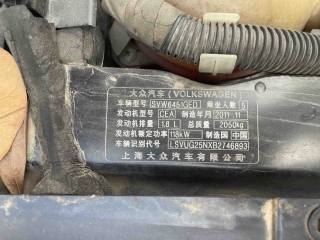 大众汽车(VOLKSWAGEN)
车辆型号 SVW6451GED 乘坐人数 5
发动机型号 CEA 制造年月 2011.11
发动机排量 1.8 L 总质量 2050kg
发动机额定功率 118kW 制造国 中国
车辆识别代号 LSVUG25NXB2746893
上海大众汽车有限公司